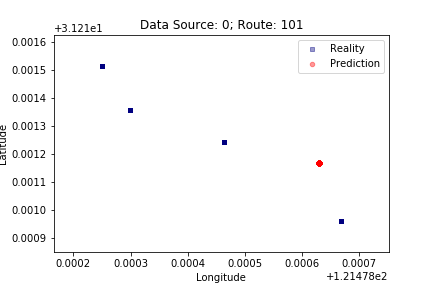 Data Source: 0; Route: 101
+3.121e1
Reality
Prediction
0.0016
0.0015
0.0014
0.0013
0.0012
0.0011
0.0010
0.0009
Latitude
0.0002 0.0003 0.0004 0.0005 0.0006 0.0007
Longitude
+1.21478e2